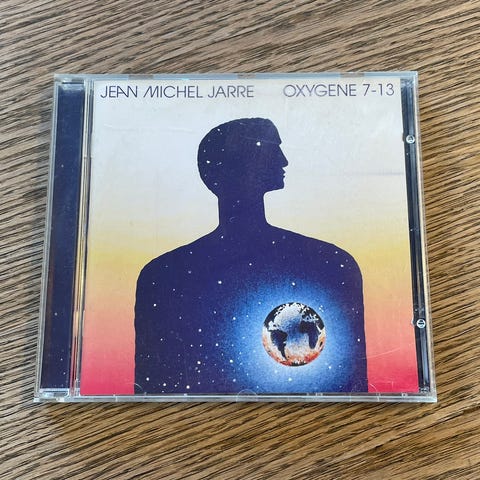 JEAN MICHEL JARRE OXYGENE 7-13